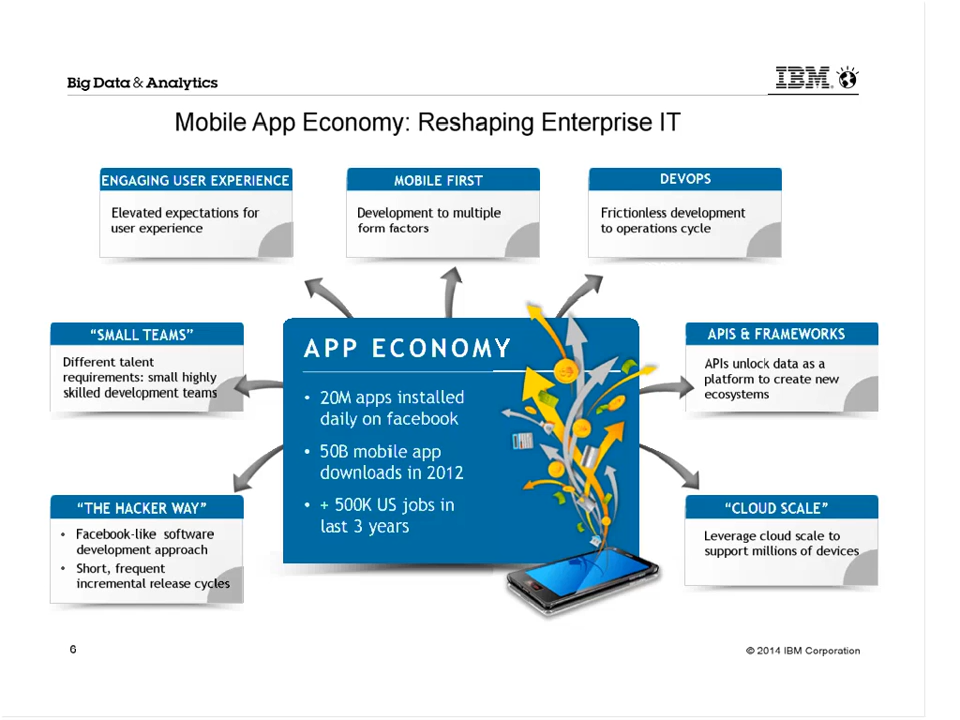 Big Data & Analytics
IBM
Mobile App Economy: Reshaping Enterprise IT
ENGAGING USER EXPERIENCE
Elevated expectations for
user experience
MOBILE FIRST
Development to multiple
form factors
DEVOPS
Frictionless development
to operations cycle
"SMALL TEAMS"
Different talent
requirements: small highly
skilled development teams
APP ECONOMY
• 20M apps installed
daily on facebook
• 50B mobile app
downloads in 2012
• + 500K US jobs in
last 3 years
APIS & FRAMEWORKS
APIs unlock data as a
platform to create new
ecosystems
"THE HACKER WAY"
• Facebook-like software
development approach
• Short, frequent
incremental release cycles
"CLOUD SCALE"
Leverage cloud scale to
support millions of devices
6
© 2014 IBM Corporation